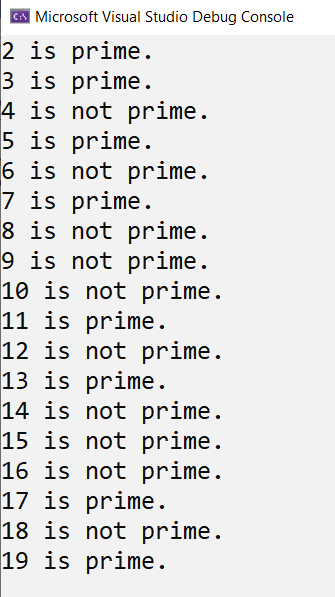 C:\ Microsoft Visual Studio Debug Console
2 is prime.
3 is prime.
4 is not prime.
5 is prime.
6 is not prime.
7 is prime.
8 is not prime.
9 is not prime.
10 is not prime.
11 is prime.
12 is not prime.
13 is prime.
14 is not prime.
15 is not prime.
16 is not prime.
17 is prime.
18 is not prime.
19 is prime.